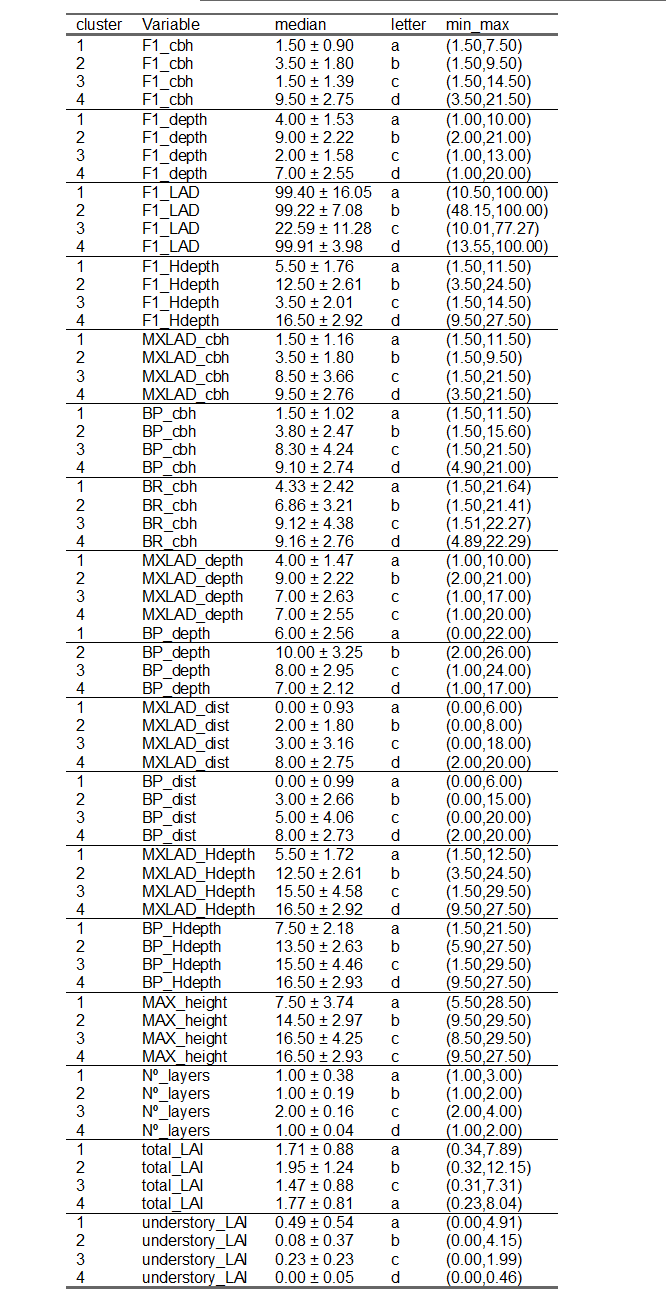 cluster Variable median letter min_max
1 F1_cbh 1.50 ± 0.90 a (1.50,7.50)
2 F1_cbh 3.50 ± 1.80 b (1.50,9.50)
3 F1_cbh 1.50 ± 1.39 c (1.50,14.50)
4 F1_cbh 9.50 ± 2.75 d (3.50,21.50)
1 F1_depth 4.00 ± 1.53 a (1.00,10.00)
2 F1_depth 9.00 ± 2.22 b (2.00,21.00)
3 F1_depth 2.00 ± 1.58 c (1.00,13.00)
4 F1_depth 7.00 ± 2.55 d (1.00,20.00)
1 F1_LAD 99.40 ± 16.05 a (10.50,100.00)
2 F1_LAD 99.22 ± 7.08 b (48.15,100.00)
3 F1_LAD 22.59 ± 11.28 c (10.01,77.27)
4 F1_LAD 99.91 ± 3.98 d (13.55,100.00)
1 F1_Hdepth 5.50 ± 1.76 a (1.50,11.50)
2 F1_Hdepth 12.50 ± 2.61 b (3.50,24.50)
3 F1_Hdepth 3.50 ± 2.01 c (1.50,14.50)
4 F1_Hdepth 16.50 ± 2.92 d (9.50,27.50)
1 MXLAD_cbh 1.50 ± 1.16 a (1.50,11.50)
2 MXLAD_cbh 3.50 ± 1.80 b (1.50,9.50)
3 MXLAD_cbh 8.50 ± 3.66 c (1.50,21.50)
4 MXLAD_cbh 9.50 ± 2.76 d (3.50,21.50)
1 BP_cbh 1.50 ± 1.02 a (1.50,11.50)
2 BP_cbh 3.80 ± 2.47 b (1.50,15.60)
3 BP_cbh 8.30 ± 4.24 c (1.50,21.50)
4 BP_cbh 9.10 ± 2.74 d (4.90,21.00)
1 BR_cbh 4.33 ± 2.42 a (1.50,21.64)
2 BR_cbh 6.86 ± 3.21 b (1.50,21.41)
3 BR_cbh 9.12 ± 4.38 c (1.51,22.27)
4 BR_cbh 9.16 ± 2.76 d (4.89,22.29)
1 MXLAD_depth 4.00 ± 1.47 a (1.00,10.00)
2 MXLAD_depth 9.00 ± 2.22 b (2.00,21.00)
3 MXLAD_depth 7.00 ± 2.63 c (1.00,17.00)
4 MXLAD_depth 7.00 ± 2.55 c (1.00,20.00)
1 BP_depth 6.00 ± 2.56 a (0.00,22.00)
2 BP_depth 10.00 ± 3.25 b (2.00,26.00)
3 BP_depth 8.00 ± 2.95 c (1.00,24.00)
4 BP_depth 7.00 ± 2.12 d (1.00,17.00)
1 MXLAD_dist 0.00 ± 0.93 a (0.00,6.00)
2 MXLAD_dist 2.00 ± 1.80 b (0.00,8.00)
3 MXLAD_dist 3.00 ± 3.16 c (0.00,18.00)
4 MXLAD_dist 8.00 ± 2.75 d (2.00,20.00)
1 BP_dist 0.00 ± 0.99 a (0.00,6.00)
2 BP_dist 3.00 ± 2.66 b (0.00,15.00)
3 BP_dist 5.00 ± 4.06 c (0.00,20.00)
4 BP_dist 8.00 ± 2.73 d (2.00,20.00)
1 MXLAD_Hdepth 5.50 ± 1.72 a (1.50,12.50)
2 MXLAD_Hdepth 12.50 ± 2.61 b (3.50,24.50)
3 MXLAD_Hdepth 15.50 ± 4.58 c (1.50,29.50)
4 MXLAD_Hdepth 16.50 ± 2.92 d (9.50,27.50)
1 BP_Hdepth 7.50 ± 2.18 a (1.50,21.50)
2 BP_Hdepth 13.50 ± 2.63 b (5.90,27.50)
3 BP_Hdepth 15.50 ± 4.46 c (1.50,29.50)
4 BP_Hdepth 16.50 ± 2.93 d (9.50,27.50)
1 MAX_height 7.50 ± 3.74 a (5.50,28.50)
2 MAX_height 14.50 ± 2.97 b (9.50,29.50)
3 MAX_height 16.50 ± 4.25 c (8.50,29.50)
4 MAX_height 16.50 ± 2.93 c (9.50,27.50)
1 Nº_layers 1.00 ± 0.38 a (1.00,3.00)
2 Nº_layers 1.00 ± 0.19 b (1.00,2.00)
3 Nº_layers 2.00 ± 0.16 c (2.00,4.00)
4 Nº_layers 1.00 ± 0.04 d (1.00,2.00)
1 total_LAI 1.71 ± 0.88 a (0.34,7.89)
2 total_LAI 1.95 ± 1.24 b (0.32,12.15)
3 total_LAI 1.47 ± 0.88 c (0.31,7.31)
4 total_LAI 1.77 ± 0.81 a (0.23,8.04)
1 understory_LAI 0.49 ± 0.54 a (0.00,4.91)
2 understory_LAI 0.08 ± 0.37 b (0.00,4.15)
3 understory_LAI 0.23 ± 0.23 c (0.00,1.99)
4 understory_LAI 0.00 ± 0.05 d (0.00,0.46)